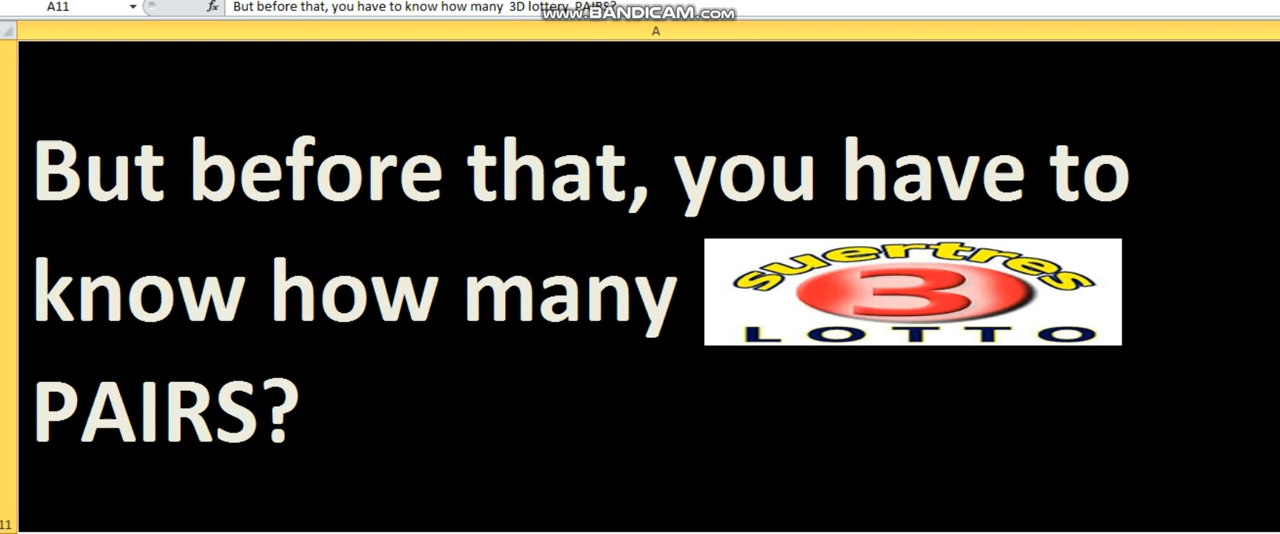 A11
fx
But before that, you have to know how many 3D lottery PAIRS?
www.BANDICAM.com
A
But before that, you have to
know how many
suertres
3
LOTTO
PAIRS?
11